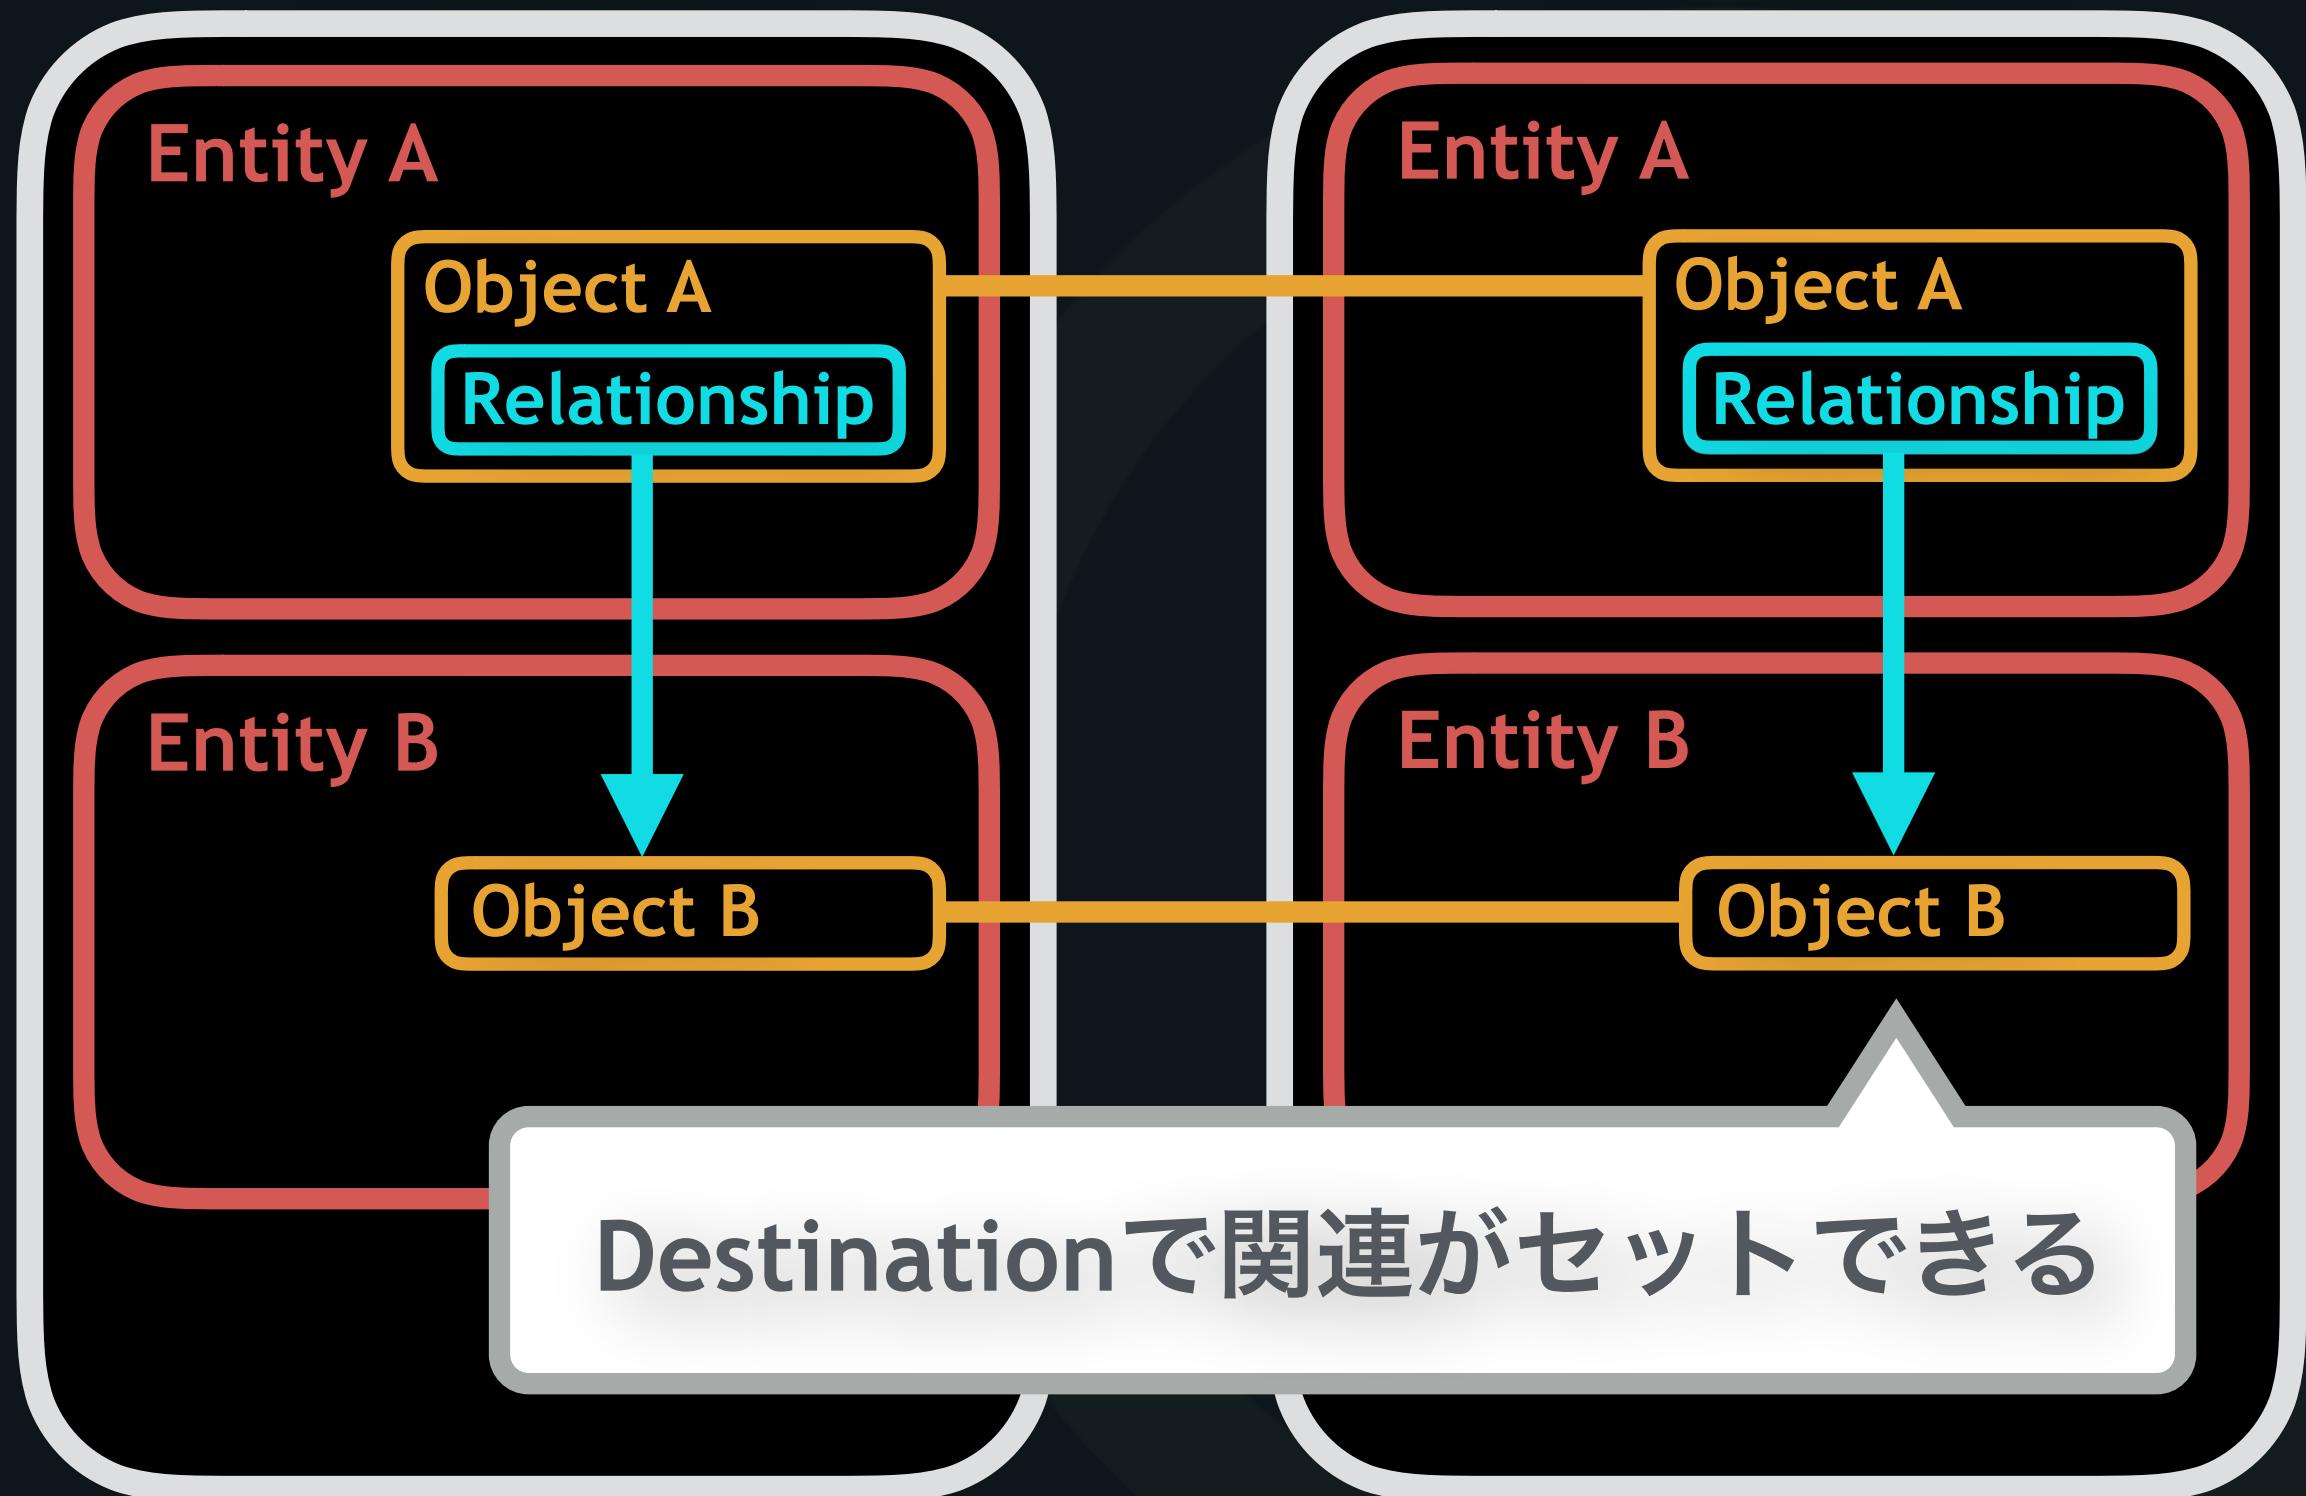 Entity A
Object A
Relationship
Entity B
Object B
Entity A
Object A
Relationship
Entity B
Object B
Destinationで関連がセットできる